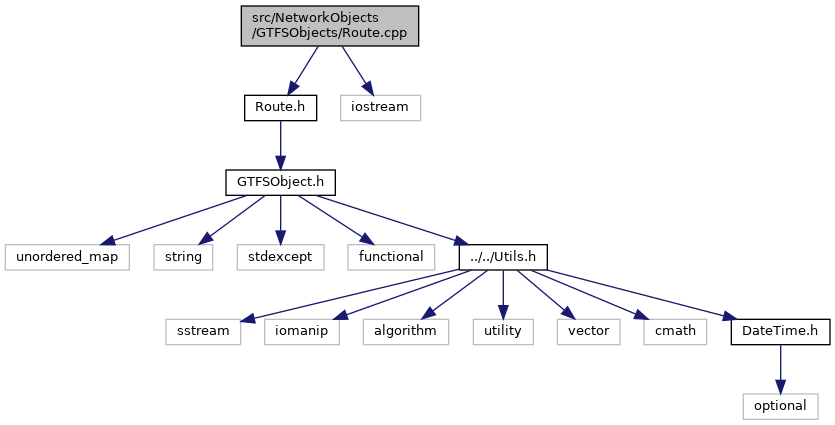 src/NetworkObjects
/GTFSObjects/Route.cpp
Route.h
iostream
GTFSObject.h
unordered_map
string
stdexcept
functional
../../Utils.h
sstream
iomanip
algorithm
utility
vector
cmath
DateTime.h
optional